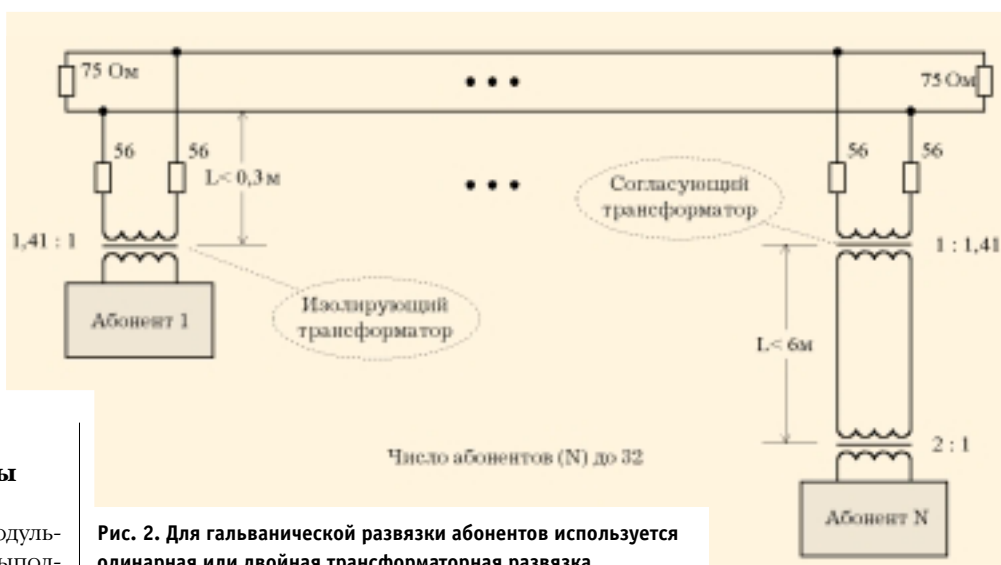 75 Ом
75 Ом
56
56
L< 0,3 м
56
56
Согласующий
трансформатор
1,41 : 1
1 : 1,41
Изолирующий
трансформатор
Абонент 1
L< 6м
Число абонентов (N) до 32
2 : 1
Абонент N
ы
одуль-
ыпол-
Рис. 2. Для гальванической развязки абонентов используется
одинарная или двойная трансформаторная развязка